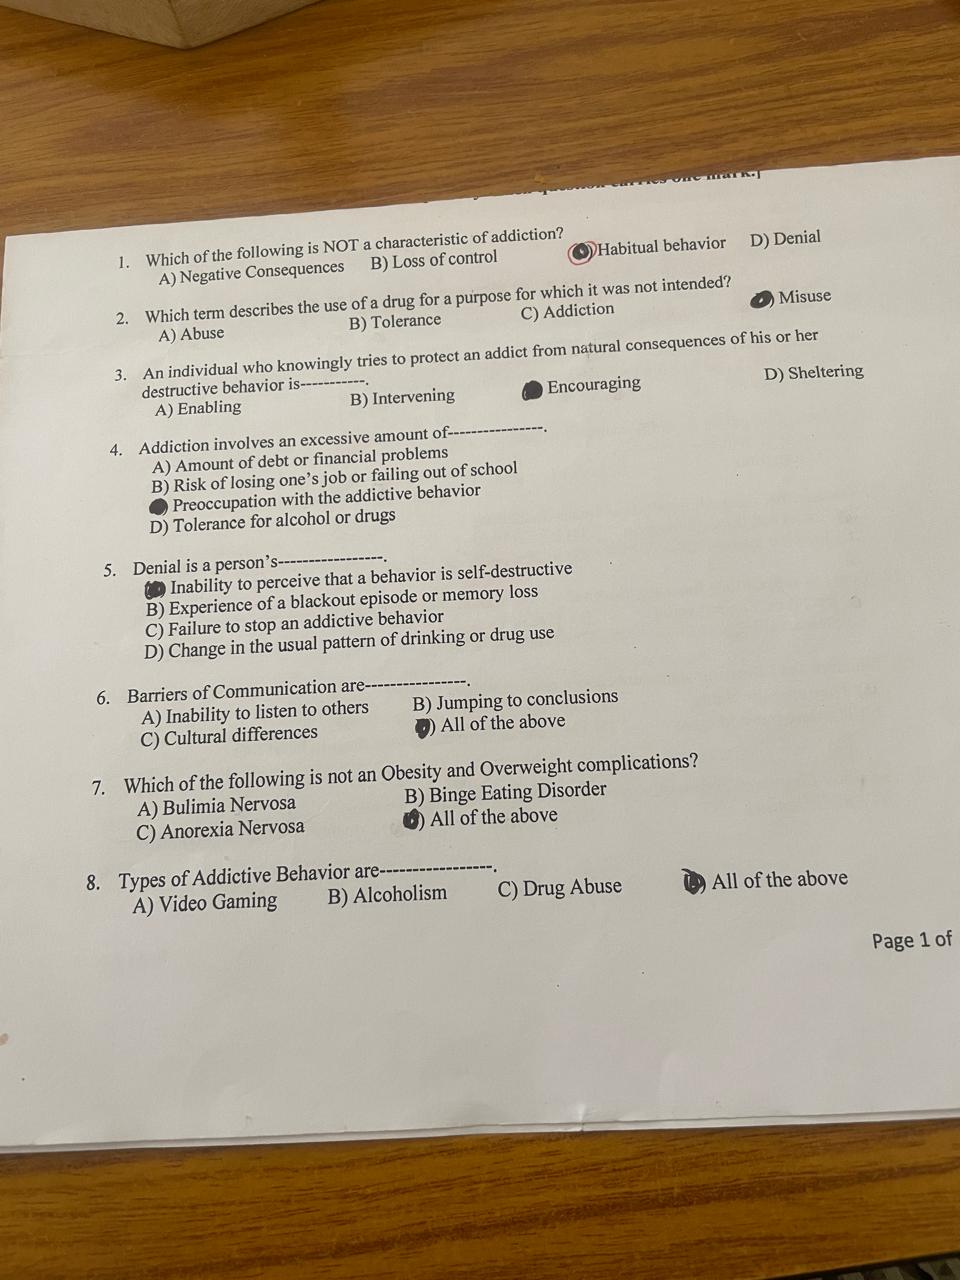 question carries one mark.]
1. Which of the following is NOT a characteristic of addiction?
A) Negative Consequences B) Loss of control ) Habitual behavior D) Denial
2. Which term describes the use of a drug for a purpose for which it was not intended?
A) Abuse B) Tolerance C) Addiction ) Misuse
3. An individual who knowingly tries to protect an addict from natural consequences of his or her
destructive behavior is-----------.
A) Enabling B) Intervening Encouraging D) Sheltering
4. Addiction involves an excessive amount of----------------.
A) Amount of debt or financial problems
B) Risk of losing one's job or failing out of school
Preoccupation with the addictive behavior
D) Tolerance for alcohol or drugs
5. Denial is a person's-----------------.
Inability to perceive that a behavior is self-destructive
B) Experience of a blackout episode or memory loss
C) Failure to stop an addictive behavior
D) Change in the usual pattern of drinking or drug use
6. Barriers of Communication are----------------.
A) Inability to listen to others B) Jumping to conclusions
C) Cultural differences ) All of the above
7. Which of the following is not an Obesity and Overweight complications?
A) Bulimia Nervosa B) Binge Eating Disorder
C) Anorexia Nervosa ) All of the above
8. Types of Addictive Behavior are------------------.
A) Video Gaming B) Alcoholism C) Drug Abuse D) All of the above
Page 1 of